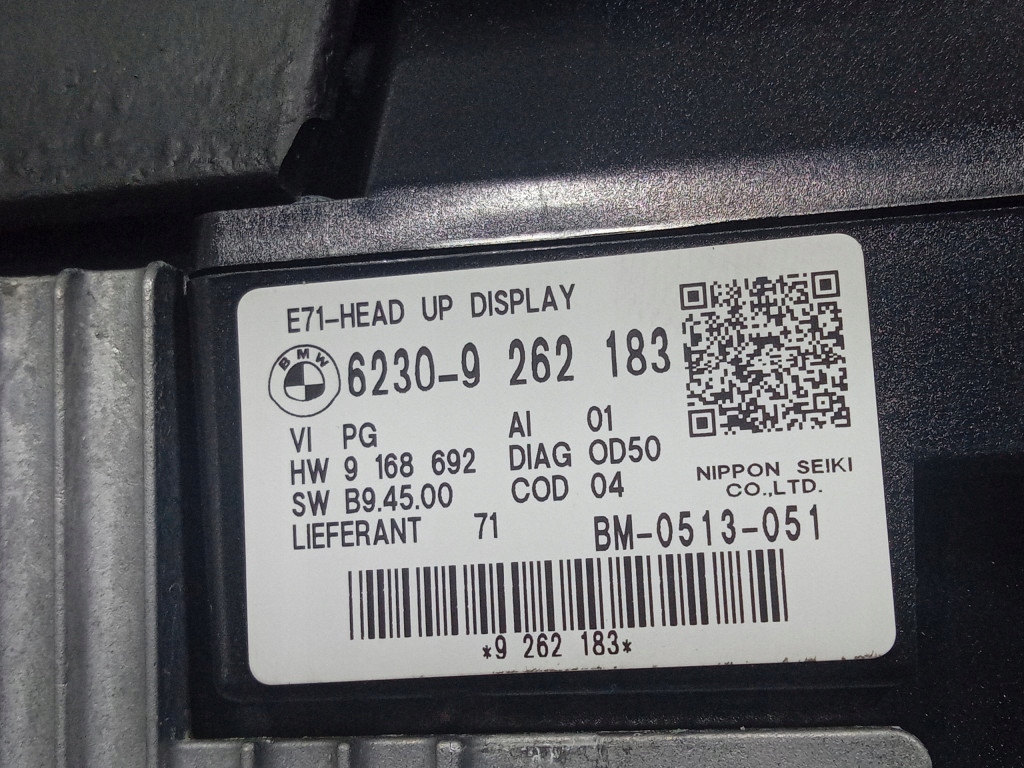 E71-HEAD UP DISPLAY
BMW
6230-9 262 183
VI PG AI 01
HW 9 168 692 DIAG 0D50
SW B9.45.00 COD 04
NIPPON SEIKI
CO.,LTD.
LIEFERANT 71 BM-0513-051
*9 262 183*